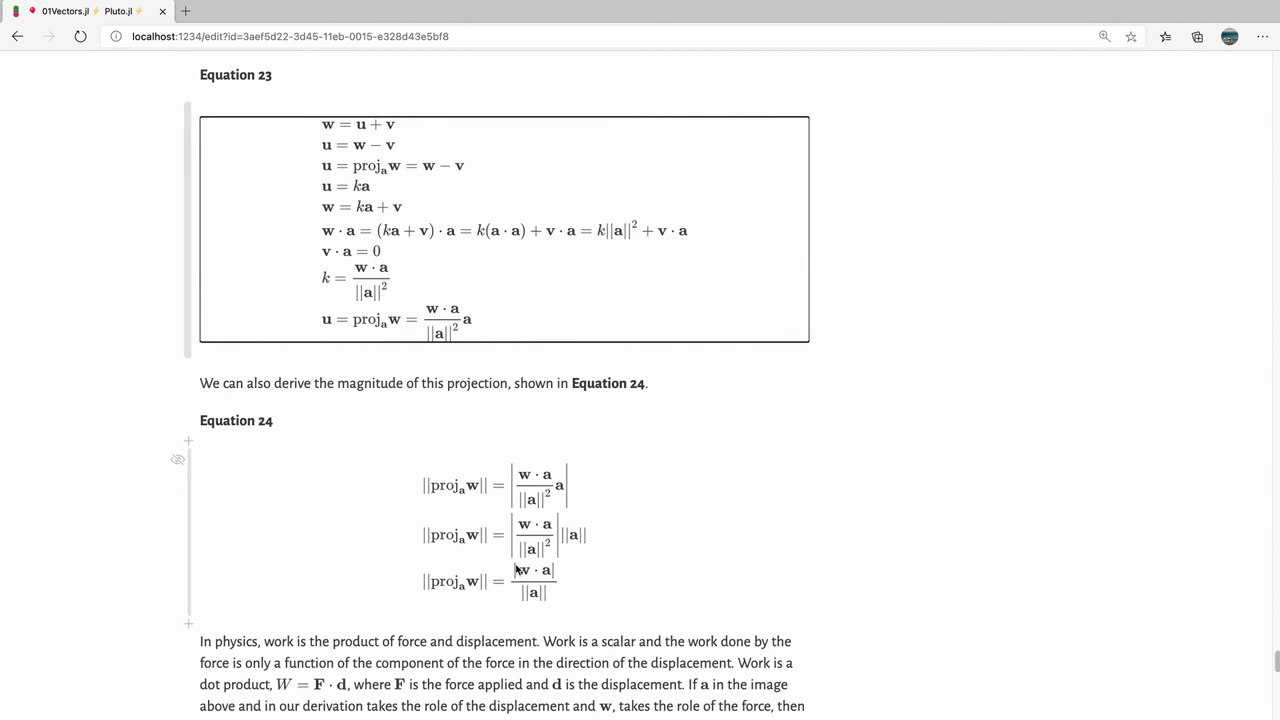 01Vectors.jl ⚡ Pluto.jl ⚡
localhost:1234/edit?id=3aef5d22-3d45-11eb-0015-e328d43e5bf8
Equation 23
w = u + v
u = w − v
u = proj_a w = w − v
u = ka
w = ka + v
w · a = (ka + v) · a = k(a · a) + v · a = k||a||² + v · a
v · a = 0
k = w · a / ||a||²
u = proj_a w = w · a / ||a||² a
We can also derive the magnitude of this projection, shown in Equation 24.
Equation 24
||proj_a w|| = | w · a / ||a||² a |
||proj_a w|| = | w · a / ||a||² | ||a||
||proj_a w|| = |w · a| / ||a||
In physics, work is the product of force and displacement. Work is a scalar and the work done by the
force is only a function of the component of the force in the direction of the displacement. Work is a
dot product, W = F · d, where F is the force applied and d is the displacement. If a in the image
above and in our derivation takes the role of the displacement and w, takes the role of the force, then